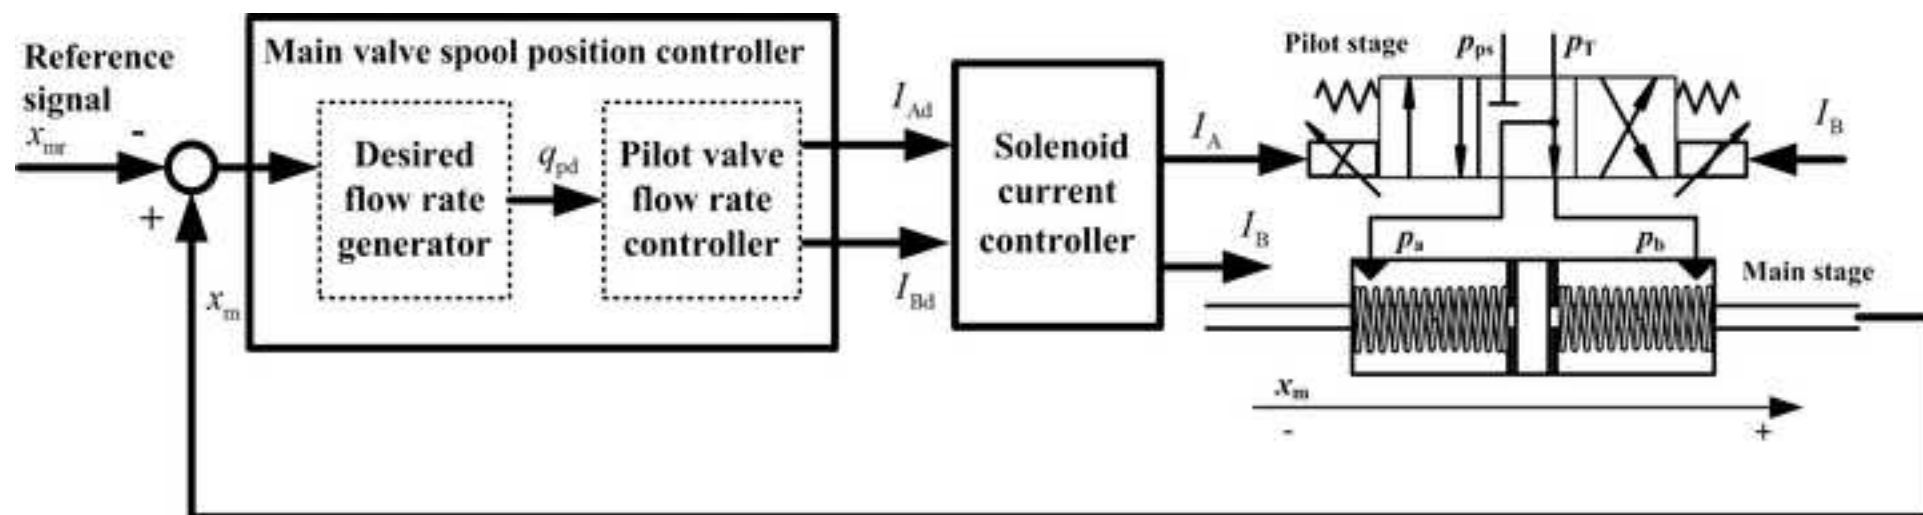 Reference
signal
x_mr
-
+
x_m
Main valve spool position controller
Desired
flow rate
generator
q_pd
Pilot valve
flow rate
controller
I_Ad
I_Bd
Solenoid
current
controller
I_A
I_B
Pilot stage
p_ps
p_T
I_B
p_a
p_b
Main stage
x_m
-
+